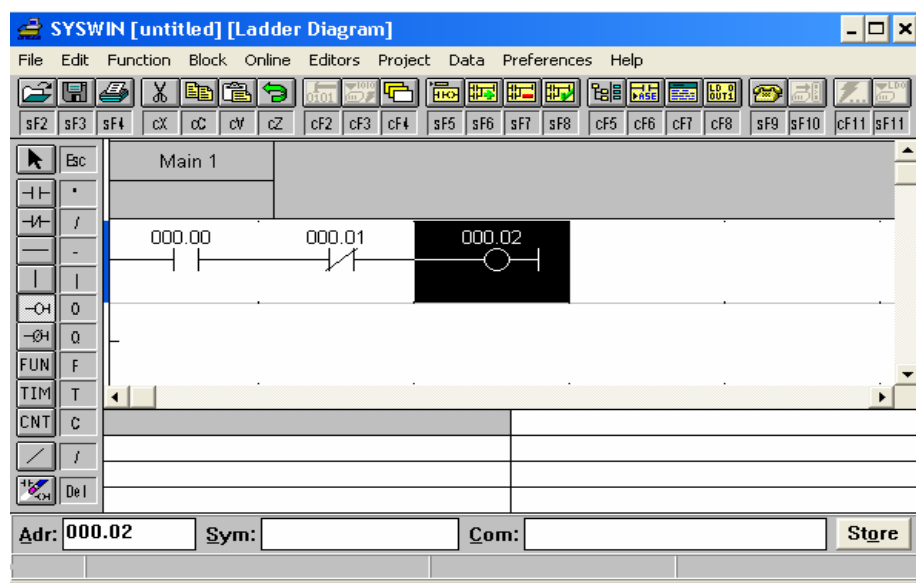 SYSWIN [untitled] [Ladder Diagram]
File Edit Function Block Online Editors Project Data Preferences Help
sF2 sF3 sF4 cX cC cV cZ cF2 cF3 cF4 sF5 sF6 sF7 sF8 cF5 cF6 cF7 cF8 sF9 sF10 cF11 sF11
Esc
Main 1
"
/
000.00 000.01 000.02
-
|
O
Q
FUN F
TIM T
CNT C
/
Del
Adr: 000.02 Sym: Com: Store